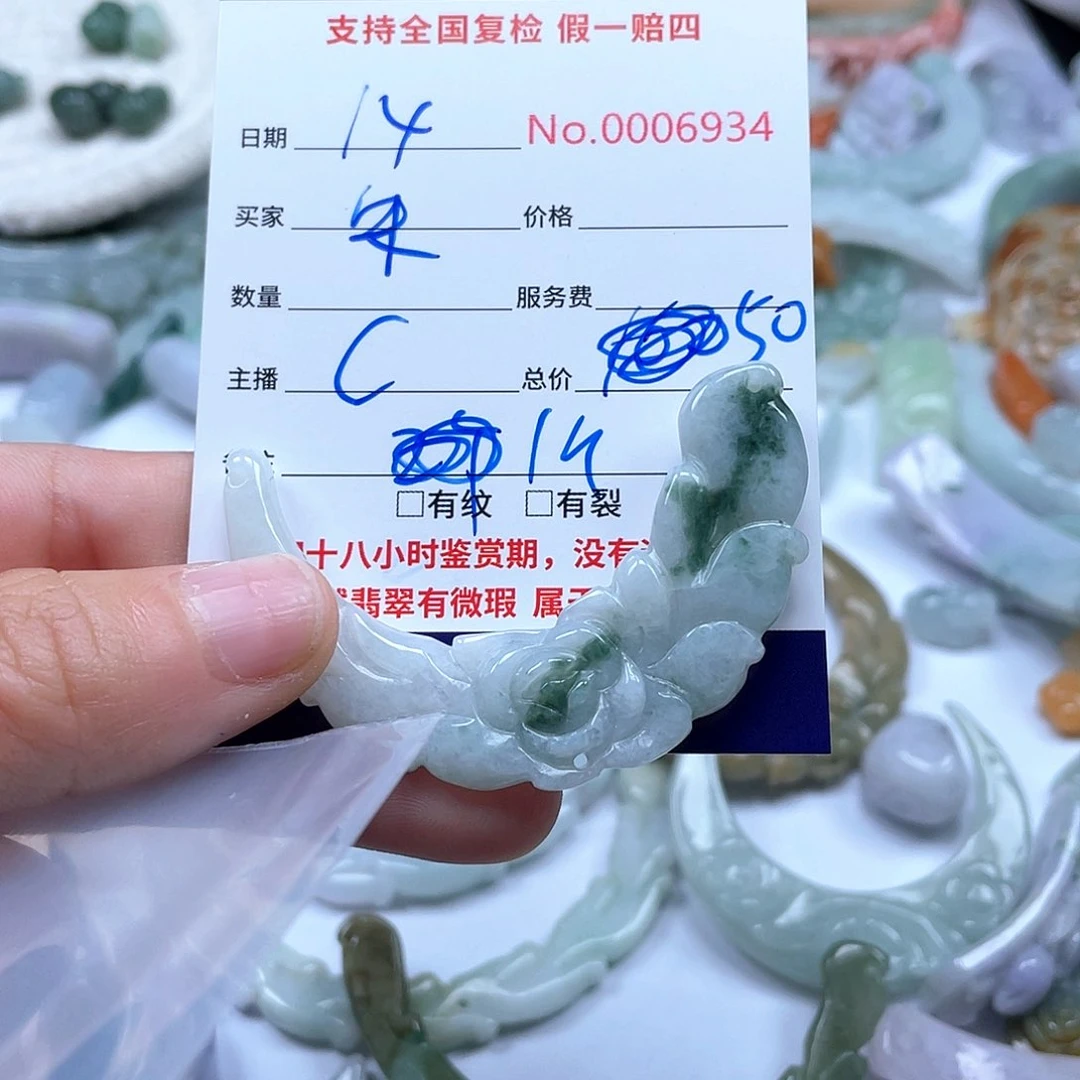 支持全国复检 假一赔四
日期 14 No.0006934
买家 朱 价格
数量 服务费
主播 C 总价 50
14
□有纹 □有裂
十八小时鉴赏期，没有
翡翠有微瑕 属